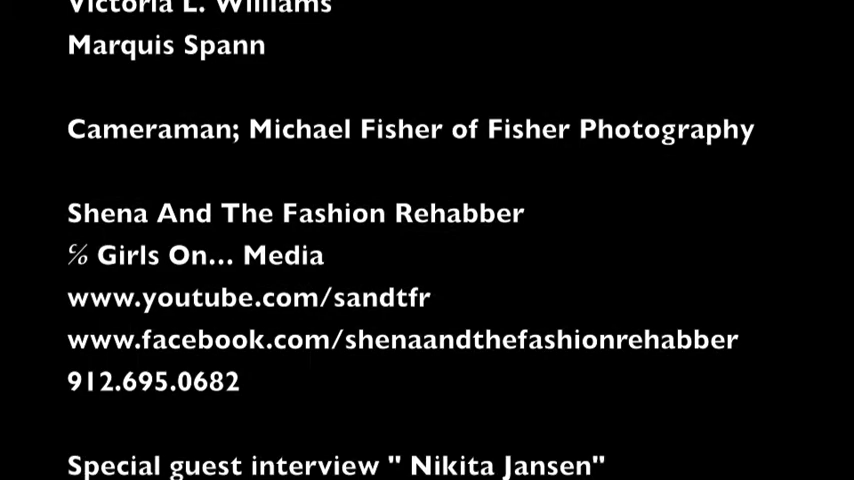 Victoria L. Williams
Marquis Spann
Cameraman; Michael Fisher of Fisher Photography
Shena And The Fashion Rehabber
℅ Girls On... Media
www.youtube.com/sandtfr
www.facebook.com/shenaandthefashionrehabber
912.695.0682
Special guest interview " Nikita Jansen"